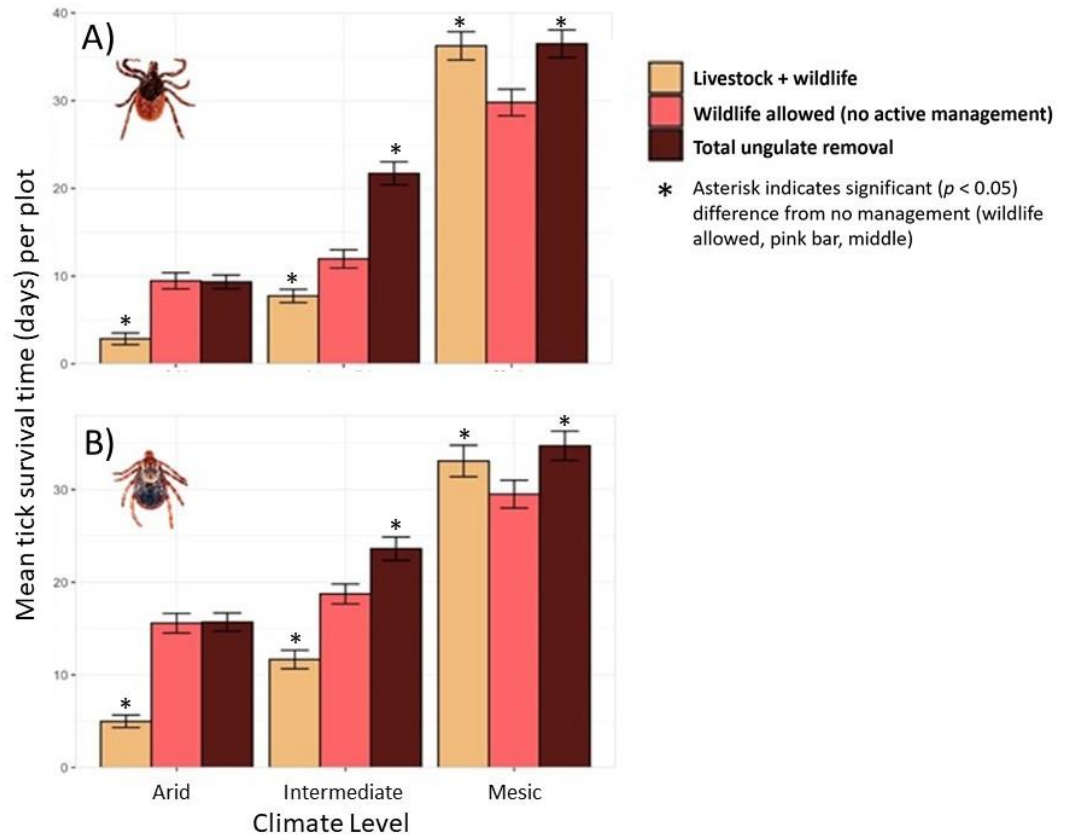 A)
40
30
20
10
0
Livestock + wildlife
Wildlife allowed (no active management)
Total ungulate removal
* Asterisk indicates significant (p < 0.05)
difference from no management (wildlife
allowed, pink bar, middle)
*
*
*
*
*
Mean tick survival time (days) per plot
B)
30
20
10
0
*
*
*
*
*
Arid Intermediate Mesic
Climate Level